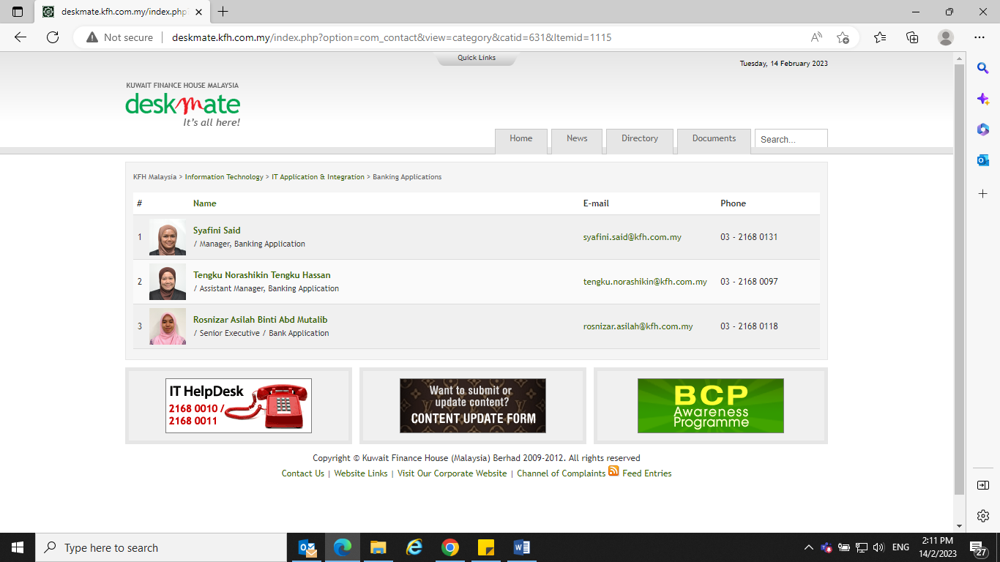 deskmate.kfh.com.my/index.php
Not secure
deskmate.kfh.com.my/index.php?option=com_contact&view=category&catid=631&Itemid=1115
Quick Links
Tuesday, 14 February 2023
KUWAIT FINANCE HOUSE MALAYSIA
deskmate
It's all here!
Home
News
Directory
Documents
Search...
KFH Malaysia > Information Technology > IT Application & Integration > Banking Applications
# Name E-mail Phone
1 Syafini Said syafini.said@kfh.com.my 03 - 2168 0131
/ Manager, Banking Application
2 Tengku Norashikin Tengku Hassan tengku.norashikin@kfh.com.my 03 - 2168 0097
/ Assistant Manager, Banking Application
3 Rosnizar Asilah Binti Abd Mutalib rosnizar.asilah@kfh.com.my 03 - 2168 0118
/ Senior Executive / Bank Application
IT HelpDesk
2168 0010 /
2168 0011
Want to submit or
update content?
CONTENT UPDATE FORM
BCP
Awareness
Programme
Copyright © Kuwait Finance House (Malaysia) Berhad 2009-2012. All rights reserved
Contact Us | Website Links | Visit Our Corporate Website | Channel of Complaints Feed Entries
Type here to search
ENG
2:11 PM
14/2/2023
27